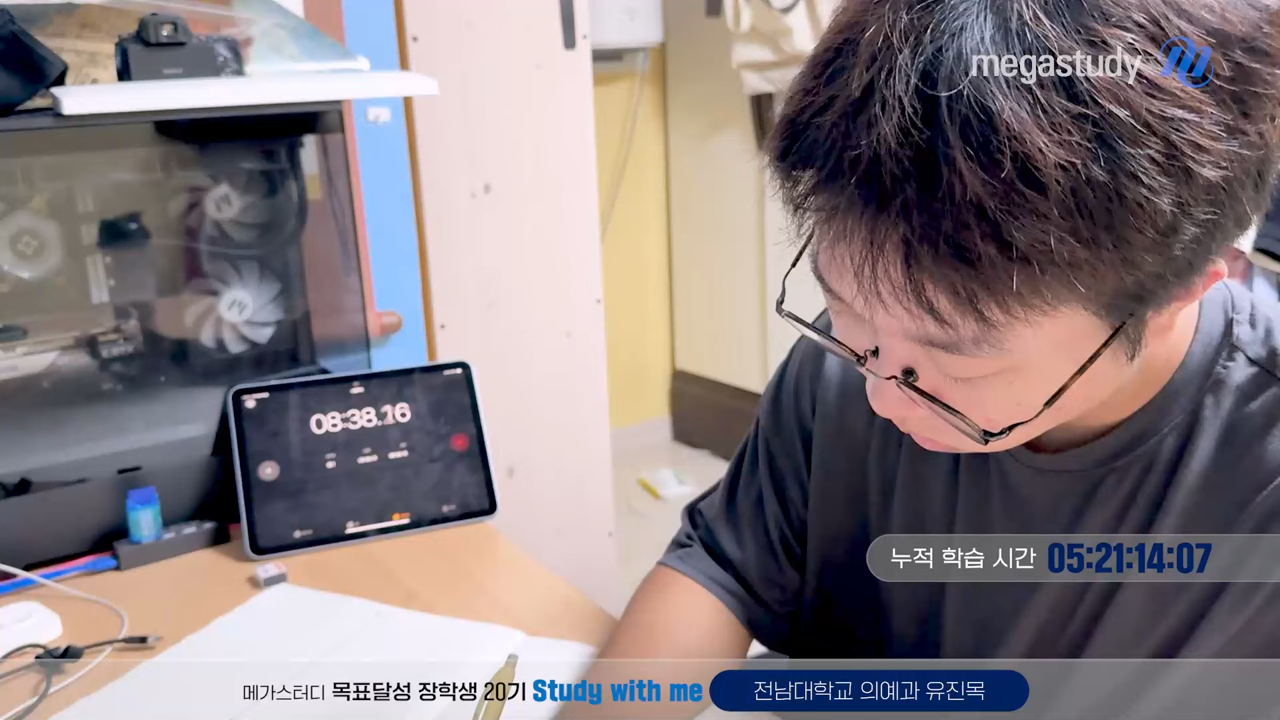 megastudy
08:38.16
누적 학습 시간 05:21:14:07
메가스터디 목표달성 장학생 20기 Study with me 전남대학교 의예과 유진목